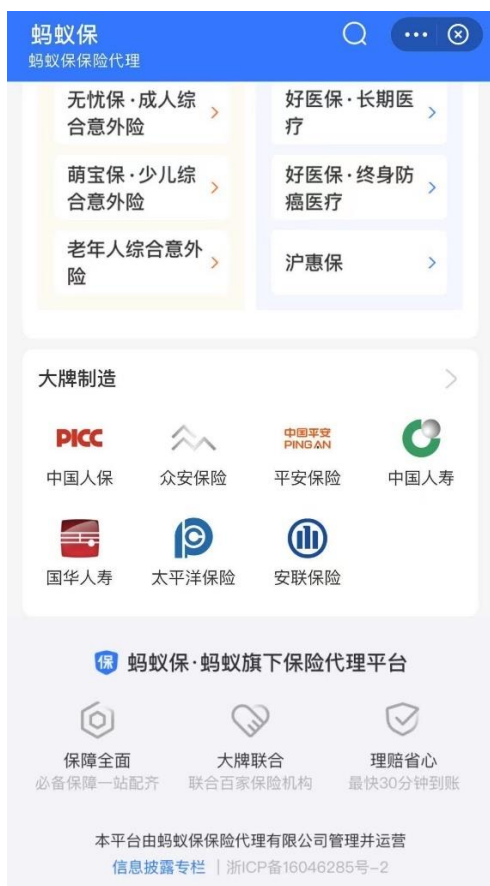 蚂蚁保
蚂蚁保保险代理
无忧保·成人综
合意外险
好医保·长期医
疗
萌宝保·少儿综
合意外险
好医保·终身防
癌医疗
老年人综合意外
险
沪惠保
大牌制造
PICC
中国平安
PING AN
中国人保
众安保险
平安保险
中国人寿
国华人寿
太平洋保险
安联保险
保 蚂蚁保·蚂蚁旗下保险代理平台
保障全面
大牌联合
理赔省心
必备保障一站配齐
联合百家保险机构
最快30分钟到账
本平台由蚂蚁保保险代理有限公司管理并运营
信息披露专栏 | 浙ICP备16046285号-2